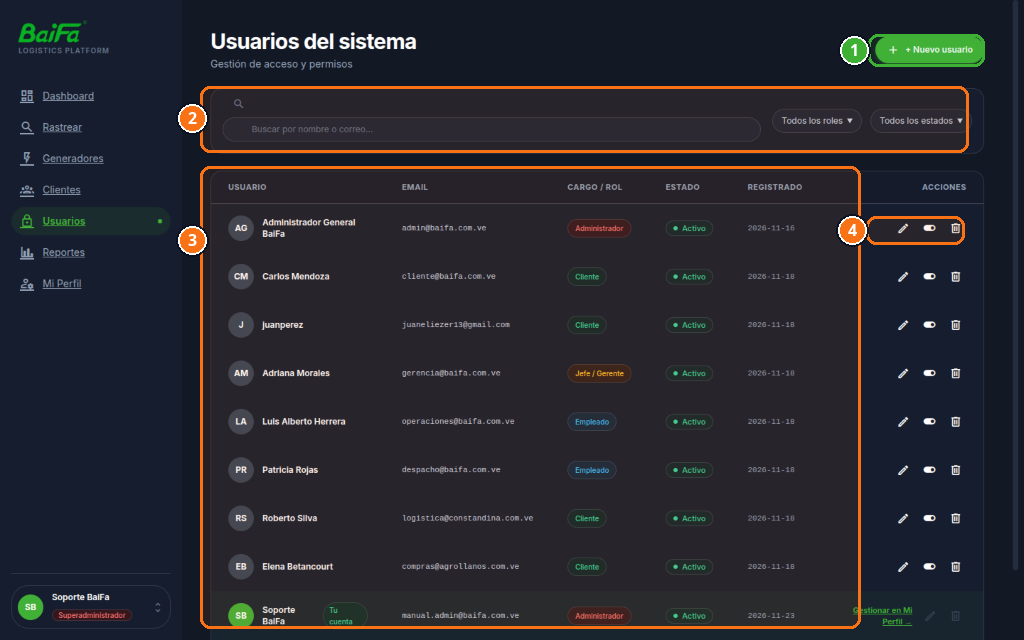 BaiFa
LOGISTICS PLATFORM
Dashboard
Rastrear
Generadores
Clientes
Usuarios
Reportes
Mi Perfil
SB
Soporte BaiFa
Superadministrador
Usuarios del sistema
Gestión de acceso y permisos
1
+ + Nuevo usuario
2
Buscar por nombre o correo...
Todos los roles ▼
Todos los estados ▼
3
USUARIO EMAIL CARGO / ROL ESTADO REGISTRADO ACCIONES
AG Administrador General BaiFa admin@baifa.com.ve Administrador Activo 2026-11-16
4
CM Carlos Mendoza cliente@baifa.com.ve Cliente Activo 2026-11-18
J juanperez juaneliezer13@gmail.com Cliente Activo 2026-11-18
AM Adriana Morales gerencia@baifa.com.ve Jefe / Gerente Activo 2026-11-18
LA Luis Alberto Herrera operaciones@baifa.com.ve Empleado Activo 2026-11-18
PR Patricia Rojas despacho@baifa.com.ve Empleado Activo 2026-11-18
RS Roberto Silva logistica@constandina.com.ve Cliente Activo 2026-11-18
EB Elena Betancourt compras@agrollanos.com.ve Cliente Activo 2026-11-18
SB Soporte BaiFa Tu cuenta manual.admin@baifa.com.ve Administrador Activo 2026-11-23 Gestionar en Mi Perfil →